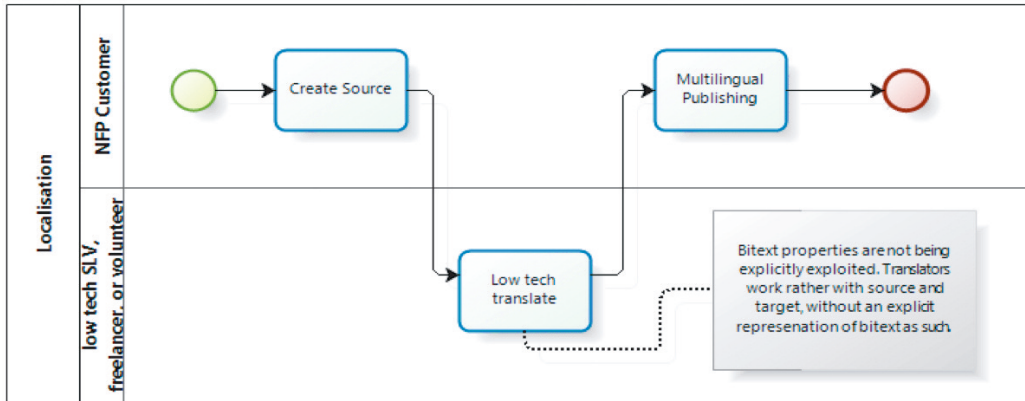 Localisation
NFP Customer
Create Source
Multilingual
Publishing
low tech SLV,
freelancer, or volunteer
Low tech
translate
Bitext properties are not being
explicitly exploited. Translators
work rather with source and
target, without an explicit
represenation of bitext as such.